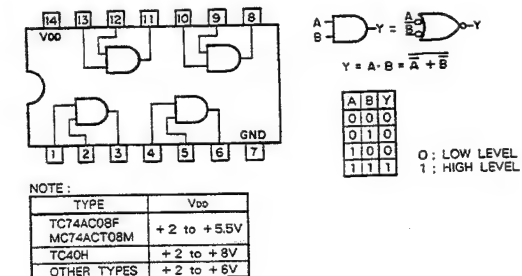 14 13 12 11 10 9 8
VDD
GND
1 2 3 4 5 6 7
A
B
Y = A B Y
Y = A · B = A + B
A B Y
0 0 0
0 1 0
1 0 0
1 1 1
0 ; LOW LEVEL
1 ; HIGH LEVEL
NOTE :
TYPE VDD
TC74AC08F
MC74ACT08M
+ 2 to + 5.5V
TC40H + 2 to + 8V
OTHER TYPES + 2 to + 6V